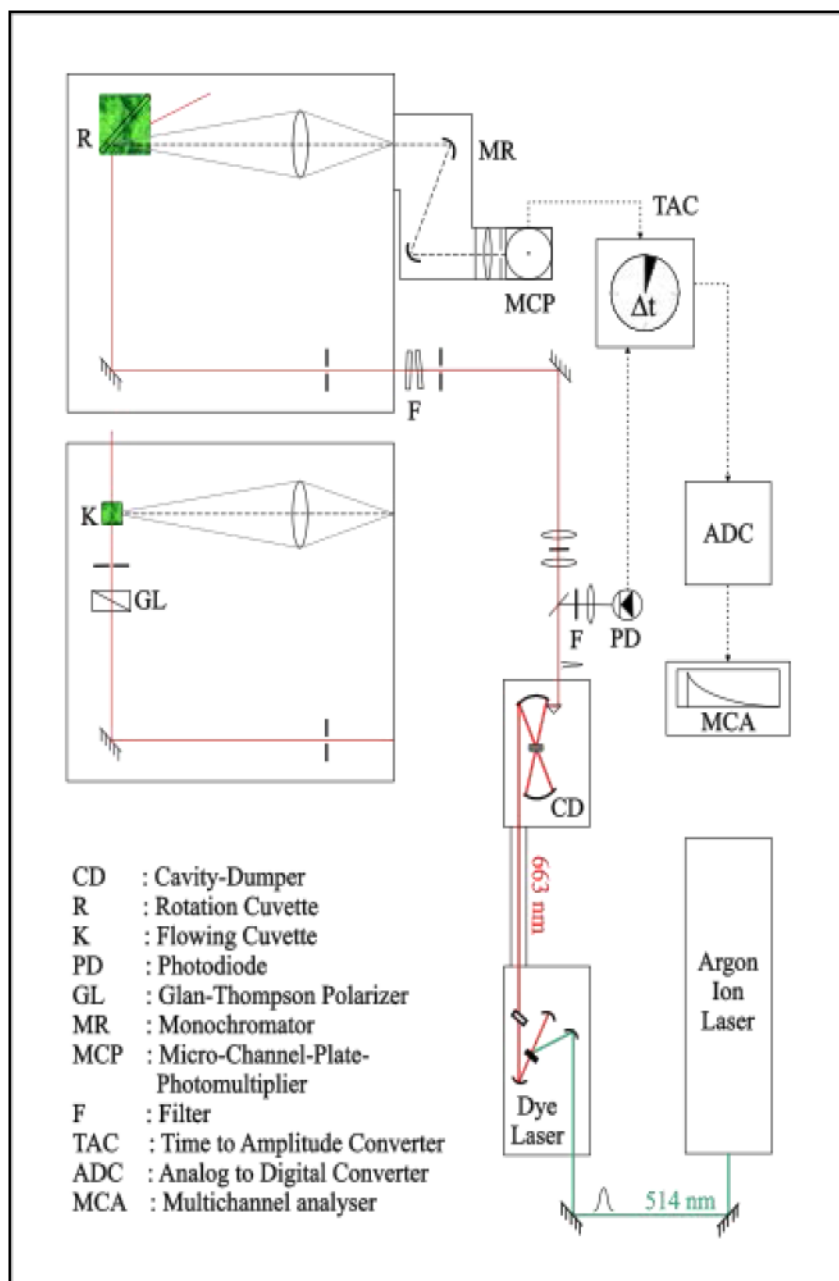 R
MR
TAC
MCP
Δt
F
K
ADC
GL
F
PD
MCA
CD
663 nm
CD : Cavity-Dumper
R : Rotation Cuvette
K : Flowing Cuvette
PD : Photodiode
GL : Glan-Thompson Polarizer
MR : Monochromator
MCP : Micro-Channel-Plate-
Photomultiplier
F : Filter
TAC : Time to Amplitude Converter
ADC : Analog to Digital Converter
MCA : Multichannel analyser
Argon
Ion
Laser
Dye
Laser
514 nm